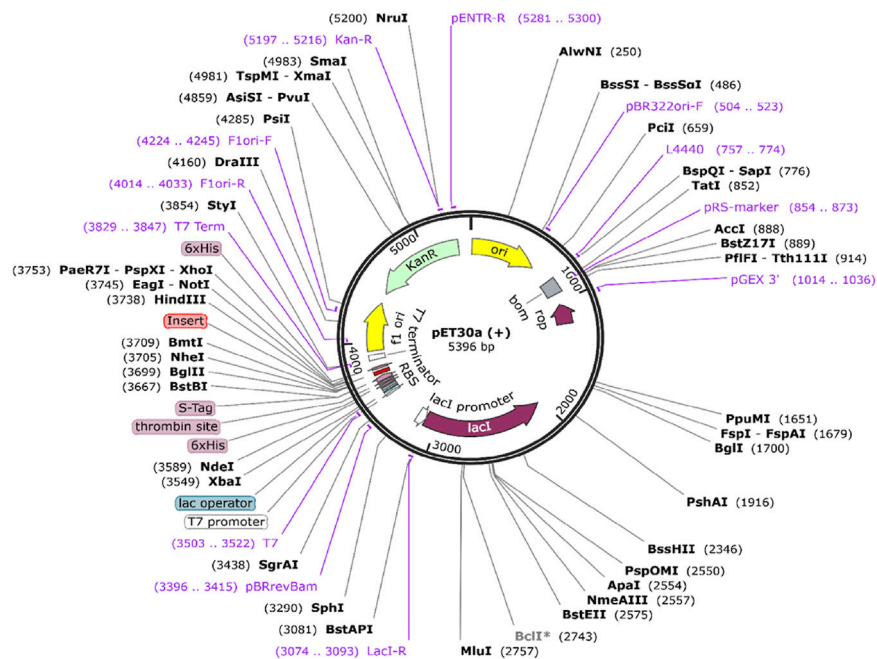 (5200) NruI
(5197 .. 5216) Kan-R
(4983) SmaI
(4981) TspMI - XmaI
(4859) AsiSI - PvuI
(4285) PsiI
(4224 .. 4245) F1ori-F
(4160) DraIII
(4014 .. 4033) F1ori-R
(3854) StyI
(3829 .. 3847) T7 Term
6xHis
(3753) PaeR7I - PspXI - XhoI
(3745) EagI - NotI
(3738) HindIII
Insert
(3709) BmtI
(3705) NheI
(3699) BglII
(3667) BstBI
S-Tag
thrombin site
6xHis
(3589) NdeI
(3549) XbaI
lac operator
T7 promoter
(3503 .. 3522) T7
(3438) SgrAI
(3396 .. 3415) pBRrevBam
(3290) SphI
(3081) BstAPI
(3074 .. 3093) LacI-R
pENTR-R (5281 .. 5300)
AlwNI (250)
BssSI - BssSαI (486)
pBR322ori-F (504 .. 523)
PciI (659)
L4440 (757 .. 774)
BspQI - SapI (776)
TatI (852)
pRS-marker (854 .. 873)
AccI (888)
BstZ17I (889)
PflFI - Tth111I (914)
pGEX 3' (1014 .. 1036)
PpuMI (1651)
FspI - FspAI (1679)
BglI (1700)
PshAI (1916)
BssHII (2346)
PspOMI (2550)
ApaI (2554)
NmeAIII (2557)
BstEII (2575)
BclI* (2743)
MluI (2757)
5000
1000
2000
3000
4000
KanR
ori
bom
rop
f1 ori
T7 terminator
RBS
lacI promoter
lacI
pET30a (+)
5396 bp